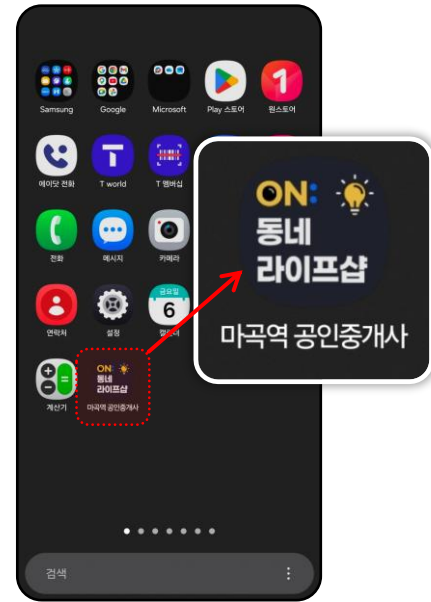 Samsung
Google
Microsoft
Play 스토어
원스토어
에이닷 전화
T world
T 멤버십
전화
메시지
카메라
연락처
설정
금요일
6
계산기
ON:
동네
라이프샵
마곡역 공인중개사
ON:
동네
라이프샵
마곡역 공인중개사
검색